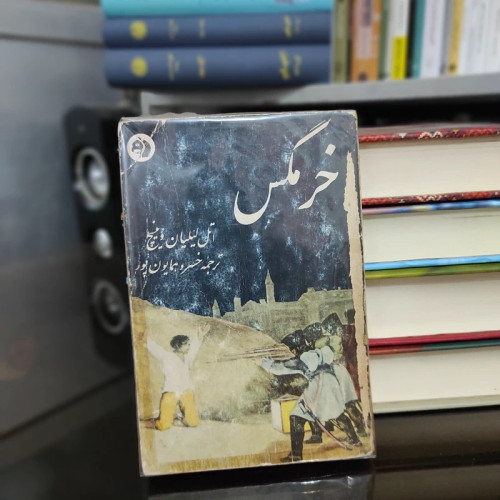 خرمگس
اتل لیلیان وینیچ
ترجمه خسرو همایون پور